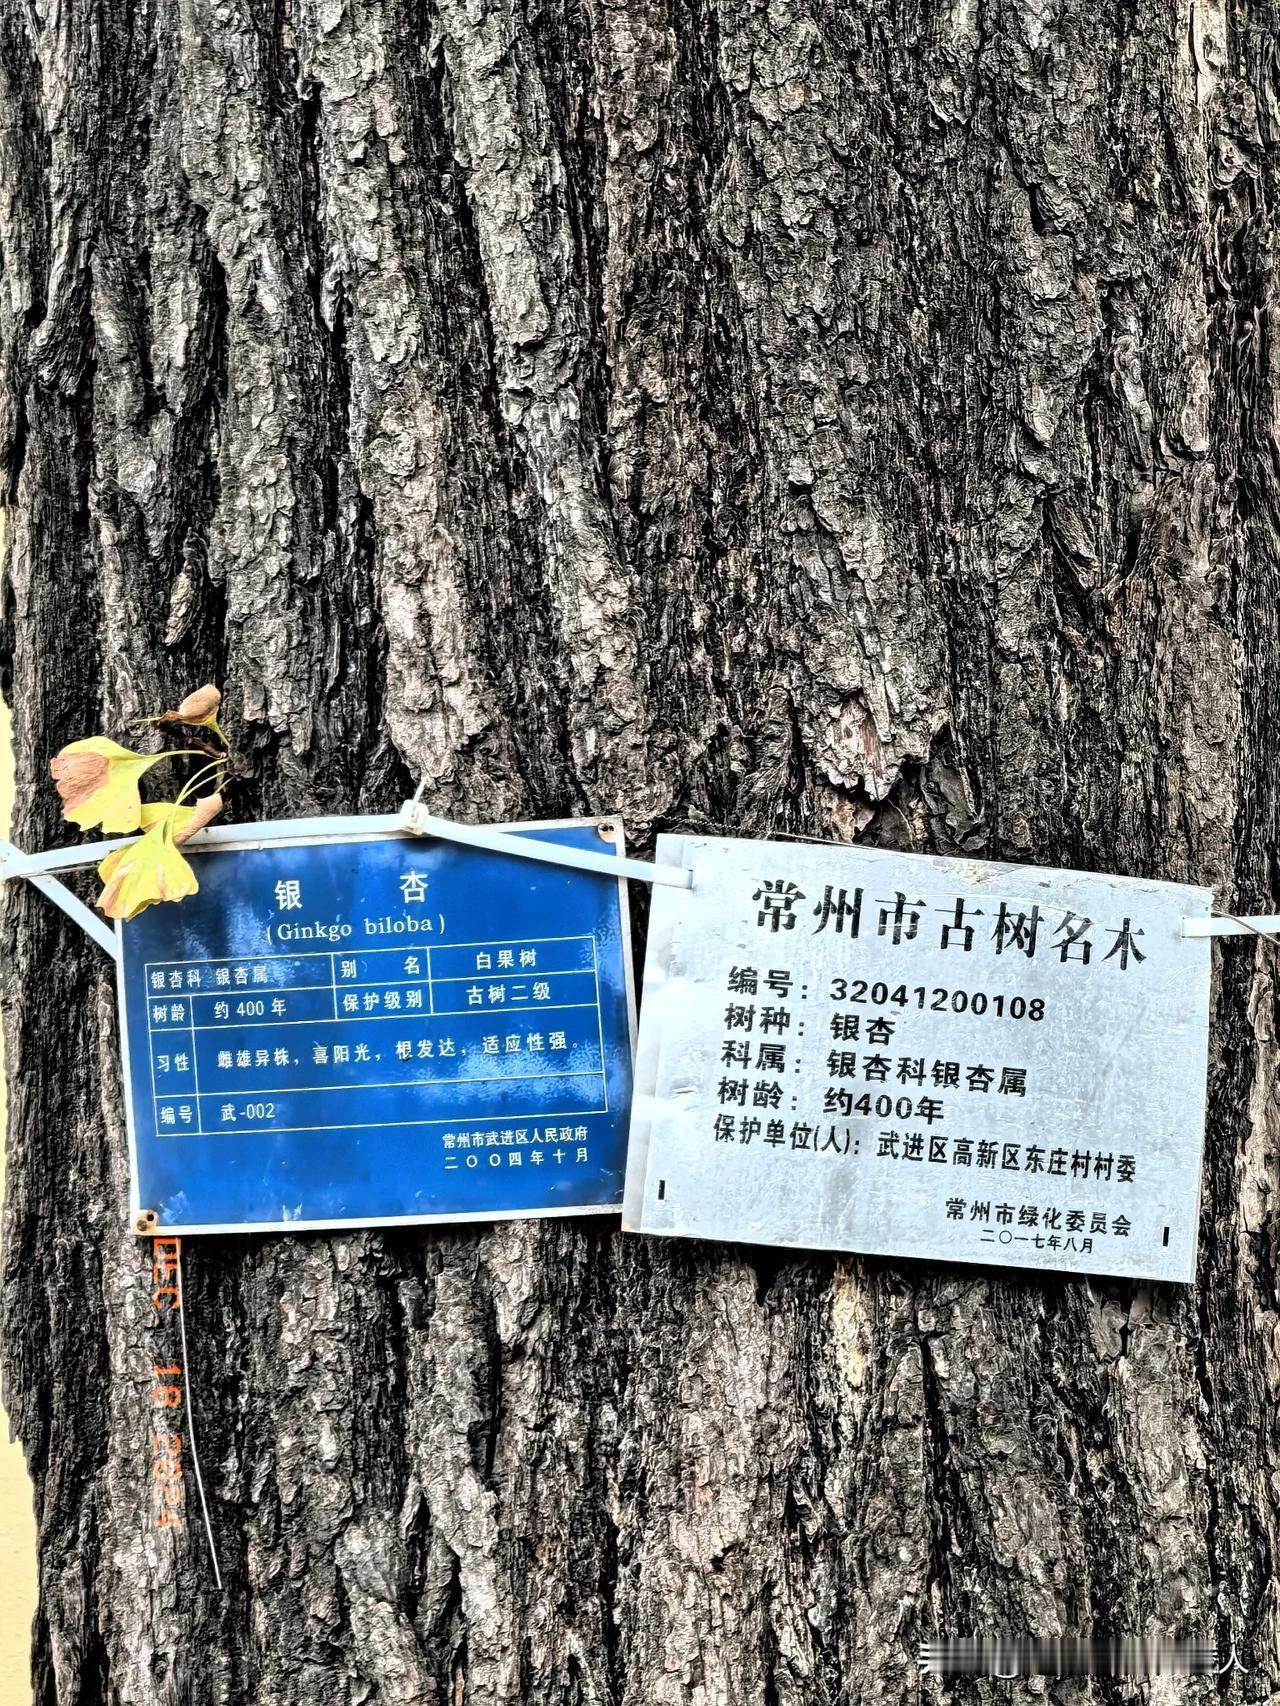 银 杏
(Ginkgo biloba)
银杏科 银杏属 别 名 白果树
树龄 约 400 年 保护级别 古树二级
习性 雌雄异株，喜阳光，根发达，适应性强。
编号 武-002
常州市武进区人民政府
二〇〇四年十月
常州市古树名木
编号：32041200108
树种：银杏
科属：银杏科银杏属
树龄：约400年
保护单位(人)：武进区高新区东庄村村委
常州市绿化委员会
二〇一七年八月
DEC. 18 2024
人